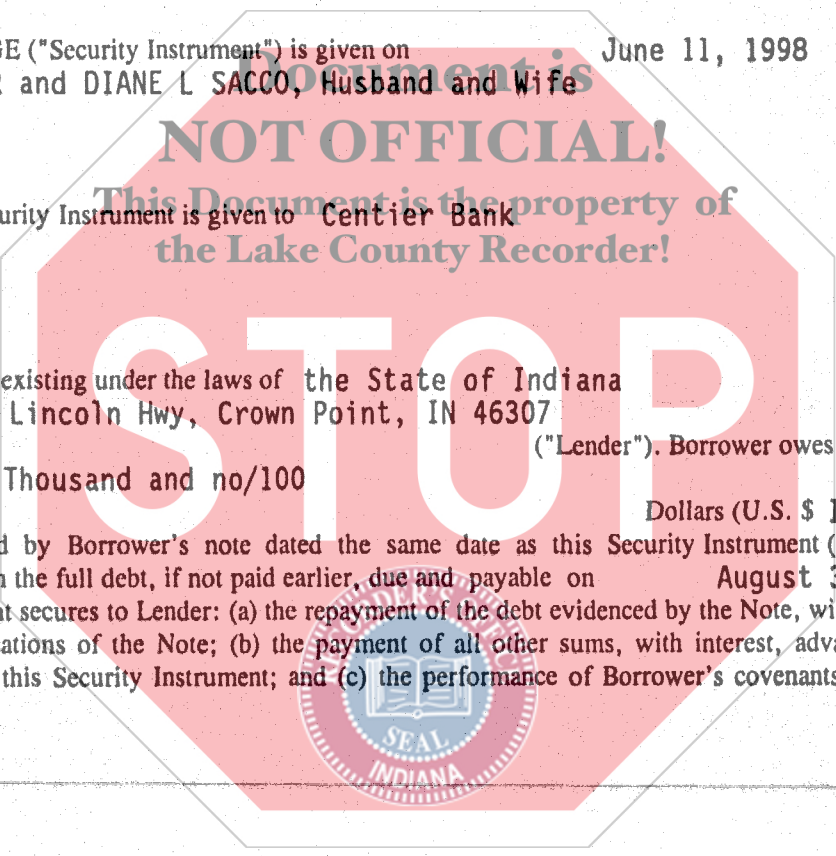 GE ("Security Instrument") is given on June 11, 1998
R and DIANE L SACCO, Husband and Wife
Document is
NOT OFFICIAL!
This Document is the property of
the Lake County Recorder!
urity Instrument is given to Centier Bank
STOP
existing under the laws of the State of Indiana
Lincoln Hwy, Crown Point, IN 46307
("Lender"). Borrower owes
Thousand and no/100
Dollars (U.S. $
d by Borrower's note dated the same date as this Security Instrument (
n the full debt, if not paid earlier, due and payable on August 3
nt secures to Lender: (a) the repayment of the debt evidenced by the Note, wi
ations of the Note; (b) the payment of all other sums, with interest, adva
this Security Instrument; and (c) the performance of Borrower's covenants
RECORDER'S OFFICE
SEAL
INDIANA